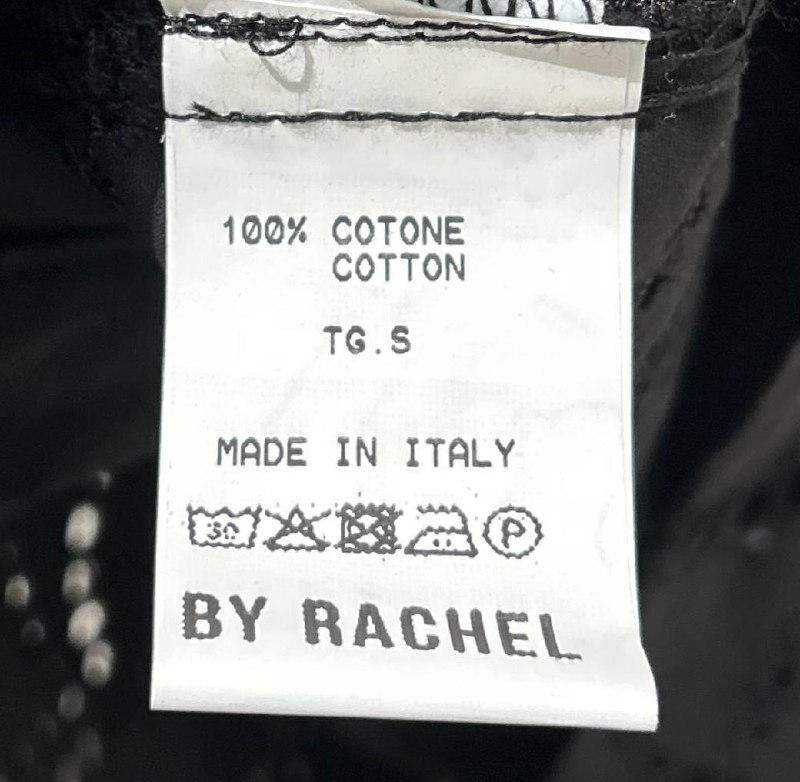 100% COTONE
COTTON
TG.S
MADE IN ITALY
30 P
BY RACHEL